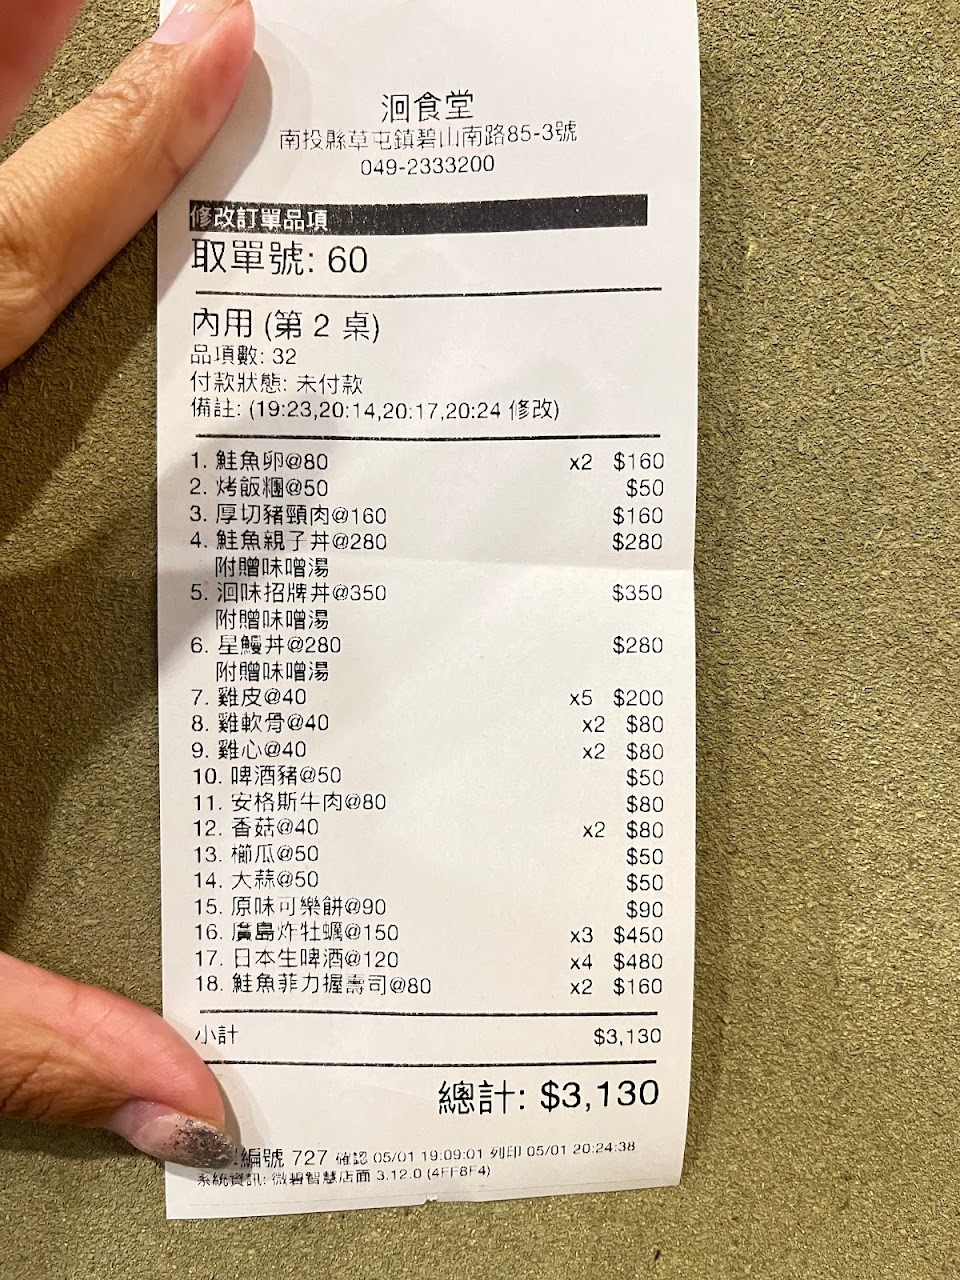 洄食堂
南投縣草屯鎮碧山南路85-3號
049-2333200
修改訂單品項
取單號: 60
內用 (第 2 桌)
品項數: 32
付款狀態: 未付款
備註: (19:23,20:14,20:17,20:24 修改)
1. 鮭魚卵@80 x2 $160
2. 烤飯糰@50 $50
3. 厚切豬頸肉@160 $160
4. 鮭魚親子丼@280 $280
附贈味噌湯
5. 洄味招牌丼@350 $350
附贈味噌湯
6. 星鰻丼@280 $280
附贈味噌湯
7. 雞皮@40 x5 $200
8. 雞軟骨@40 x2 $80
9. 雞心@40 x2 $80
10. 啤酒豬@50 $50
11. 安格斯牛肉@80 $80
12. 香菇@40 x2 $80
13. 櫛瓜@50 $50
14. 大蒜@50 $50
15. 原味可樂餅@90 $90
16. 廣島炸牡蠣@150 x3 $450
17. 日本生啤酒@120 x4 $480
18. 鮭魚菲力握壽司@80 x2 $160
小計 $3,130
總計: $3,130
編號 727 確認 05/01 19:09:01 列印 05/01 20:24:38
系統資訊: 微碧智慧店面 3.12.0 (4FF8F4)